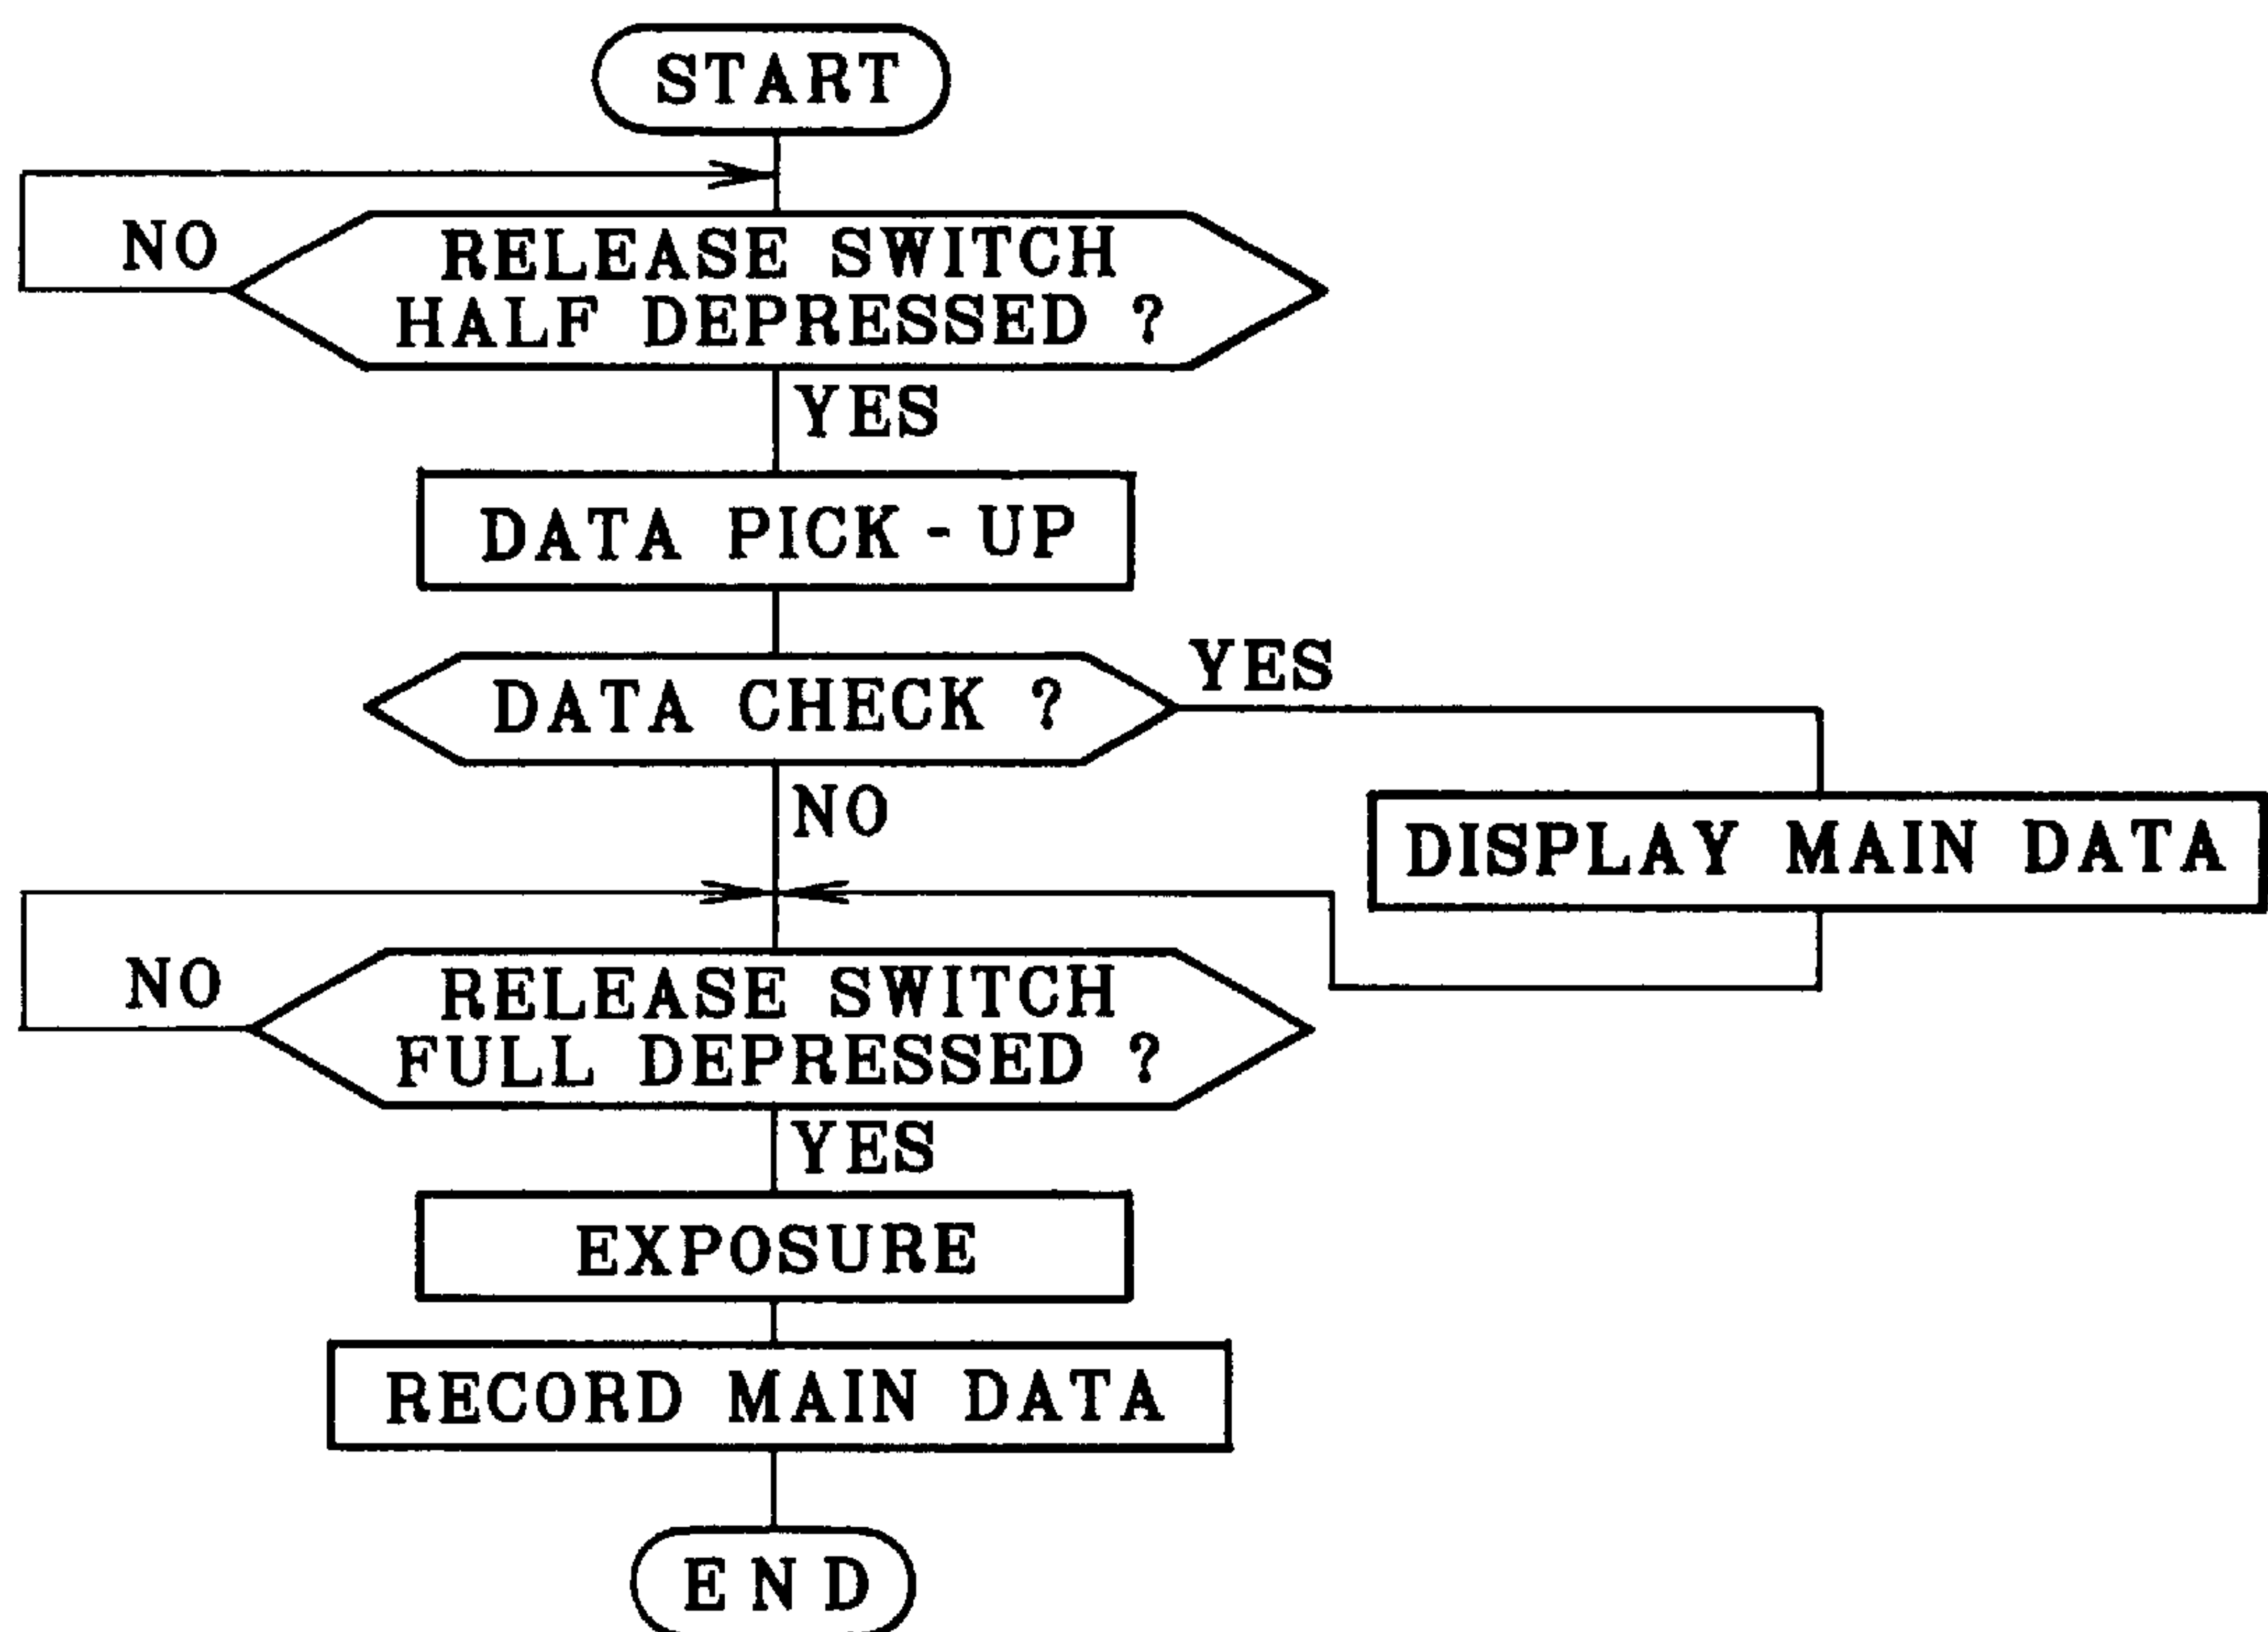 START
NO
RELEASE SWITCH
HALF DEPRESSED ?
YES
DATA PICK-UP
DATA CHECK ?
YES
NO
DISPLAY MAIN DATA
NO
RELEASE SWITCH
FULL DEPRESSED ?
YES
EXPOSURE
RECORD MAIN DATA
END